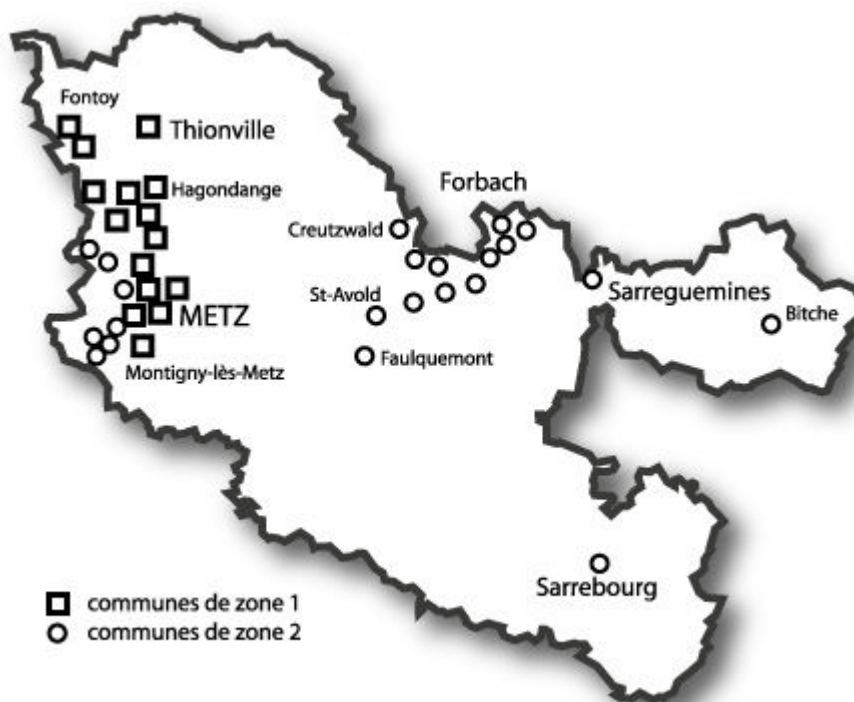 Fontoy
Thionville
Hagondange
Forbach
Creutzwald
St-Avold
Sarreguemines
Bitche
METZ
Faulquemont
Montigny-lès-Metz
Sarrebourg
communes de zone 1
communes de zone 2